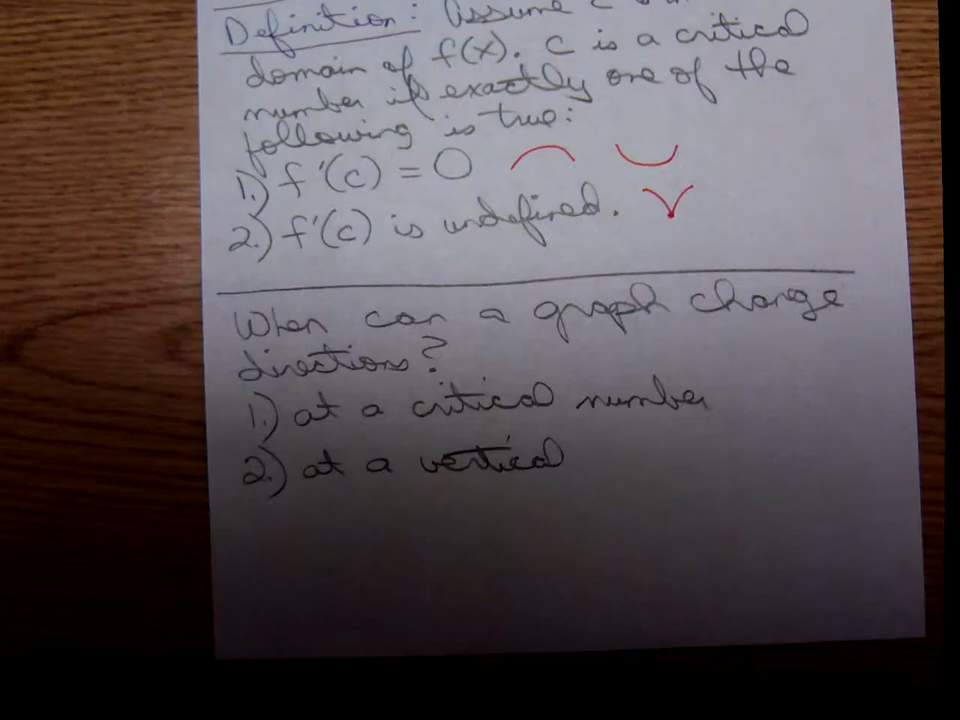 Definition: Assume c
domain of f(x). C is a critical
number if exactly one of the
following is true:
1.) f'(c) = 0
2.) f'(c) is undefined.
When can a graph change
directions?
1.) at a critical number
2.) at a vertical